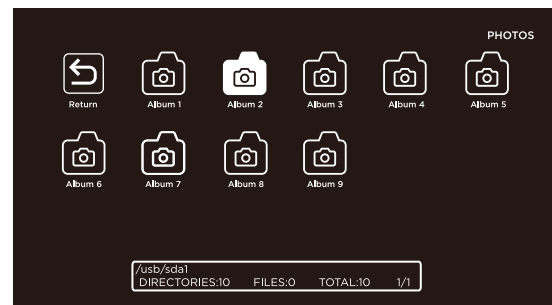 PHOTOS
Return Album 1 Album 2 Album 3 Album 4 Album 5
Album 6 Album 7 Album 8 Album 9
/usb/sda1
DIRECTORIES:10 FILES:0 TOTAL:10 1/1